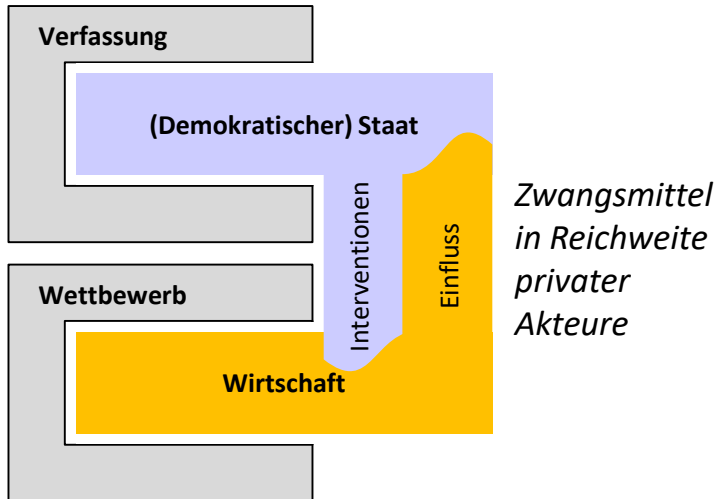 Verfassung
(Demokratischer) Staat
Interventionen
Einfluss
Zwangsmittel
in Reichweite
privater
Akteure
Wettbewerb
Wirtschaft